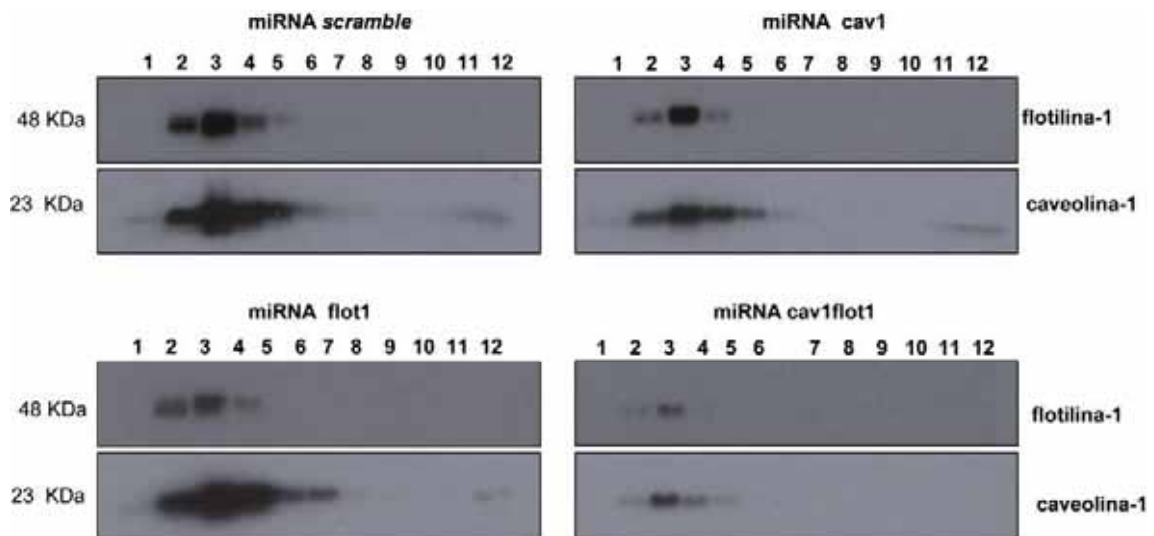 miRNA scramble
1 2 3 4 5 6 7 8 9 10 11 12
48 KDa
23 KDa
miRNA cav1
1 2 3 4 5 6 7 8 9 10 11 12
flotilina-1
caveolina-1
miRNA flot1
1 2 3 4 5 6 7 8 9 10 11 12
48 KDa
23 KDa
miRNA cav1flot1
1 2 3 4 5 6 7 8 9 10 11 12
flotilina-1
caveolina-1